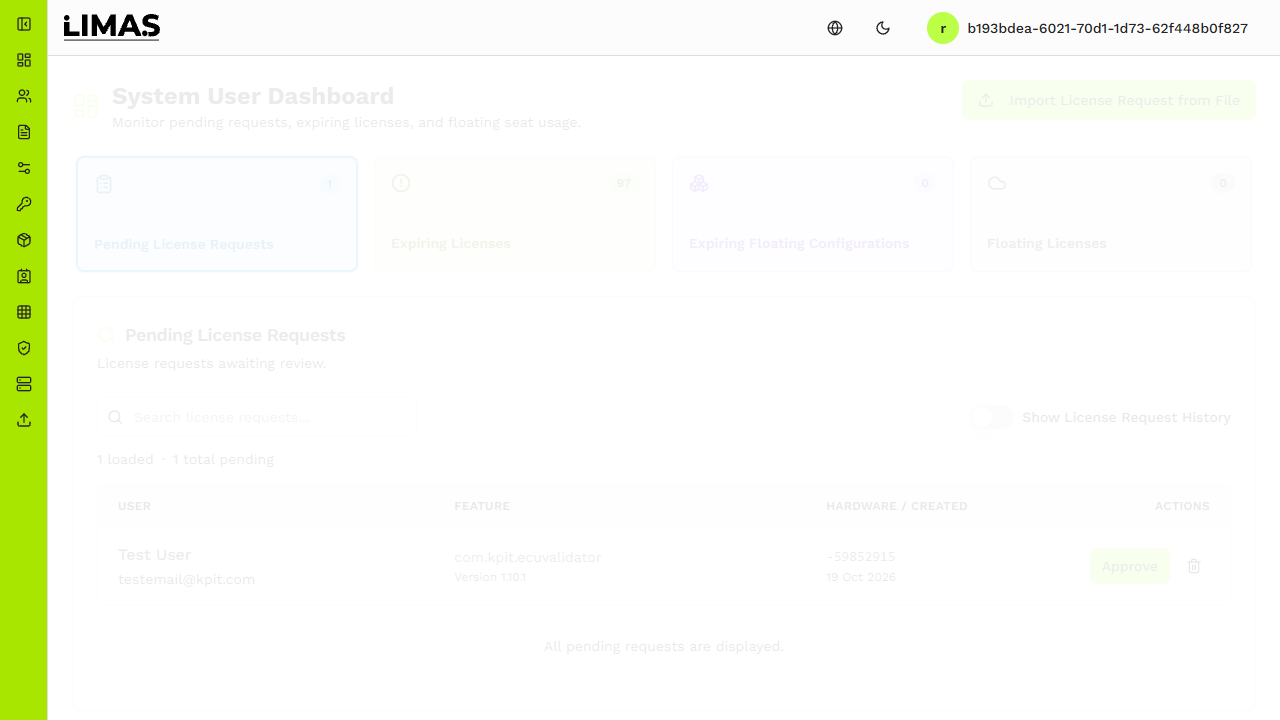 LIMAS
r b193bdea-6021-70d1-1d73-62f448b0f827
System User Dashboard
Monitor pending requests, expiring licenses, and floating seat usage.
Import License Request from File
1
Pending License Requests
97
Expiring Licenses
0
Expiring Floating Configurations
0
Floating Licenses
Pending License Requests
License requests awaiting review.
Search license requests...
Show License Request History
1 loaded · 1 total pending
USER FEATURE HARDWARE / CREATED ACTIONS
Test User com.kpit.ecuvalidator -59852915 Approve
testemail@kpit.com Version 1.10.1 19 Oct 2026
All pending requests are displayed.